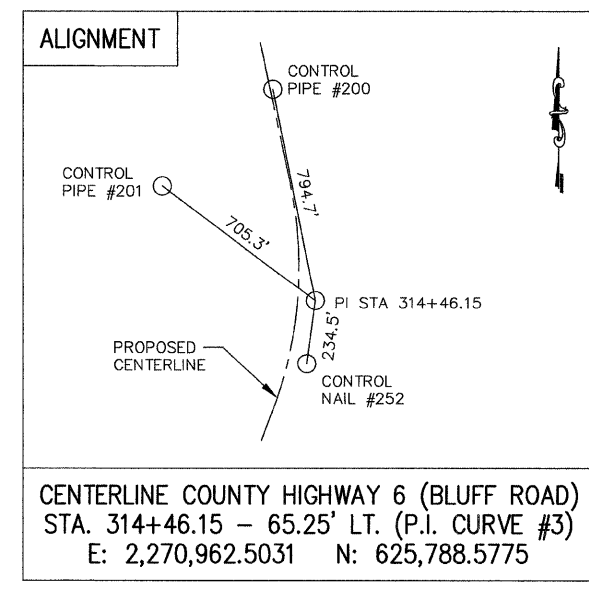 ALIGNMENT
CONTROL
PIPE #200
CONTROL
PIPE #201
794.7'
705.3'
PI STA 314+46.15
234.5'
PROPOSED
CENTERLINE
CONTROL
NAIL #252
CENTERLINE COUNTY HIGHWAY 6 (BLUFF ROAD)
STA. 314+46.15 – 65.25' LT. (P.I. CURVE #3)
E: 2,270,962.5031 N: 625,788.5775